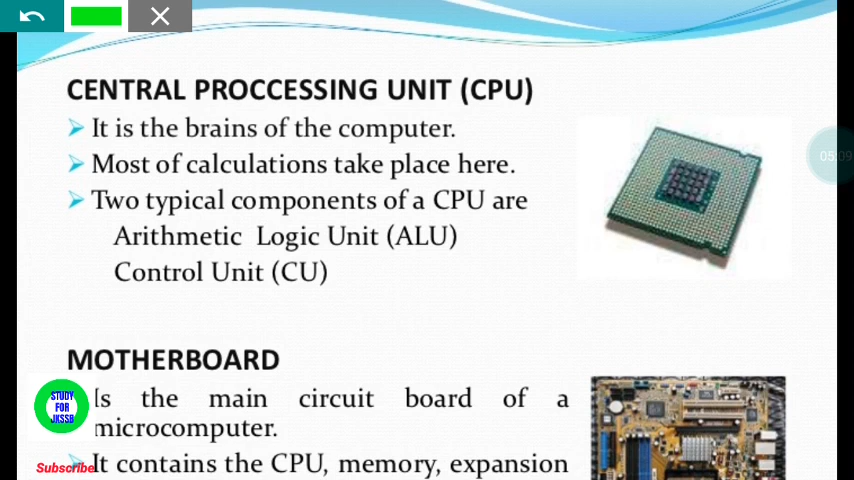 CENTRAL PROCCESSING UNIT (CPU)
It is the brains of the computer.
Most of calculations take place here.
Two typical components of a CPU are
Arithmetic Logic Unit (ALU)
Control Unit (CU)
05:09
MOTHERBOARD
Is the main circuit board of a
microcomputer.
It contains the CPU, memory, expansion
STUDY
FOR
JKSSB
Subscribe